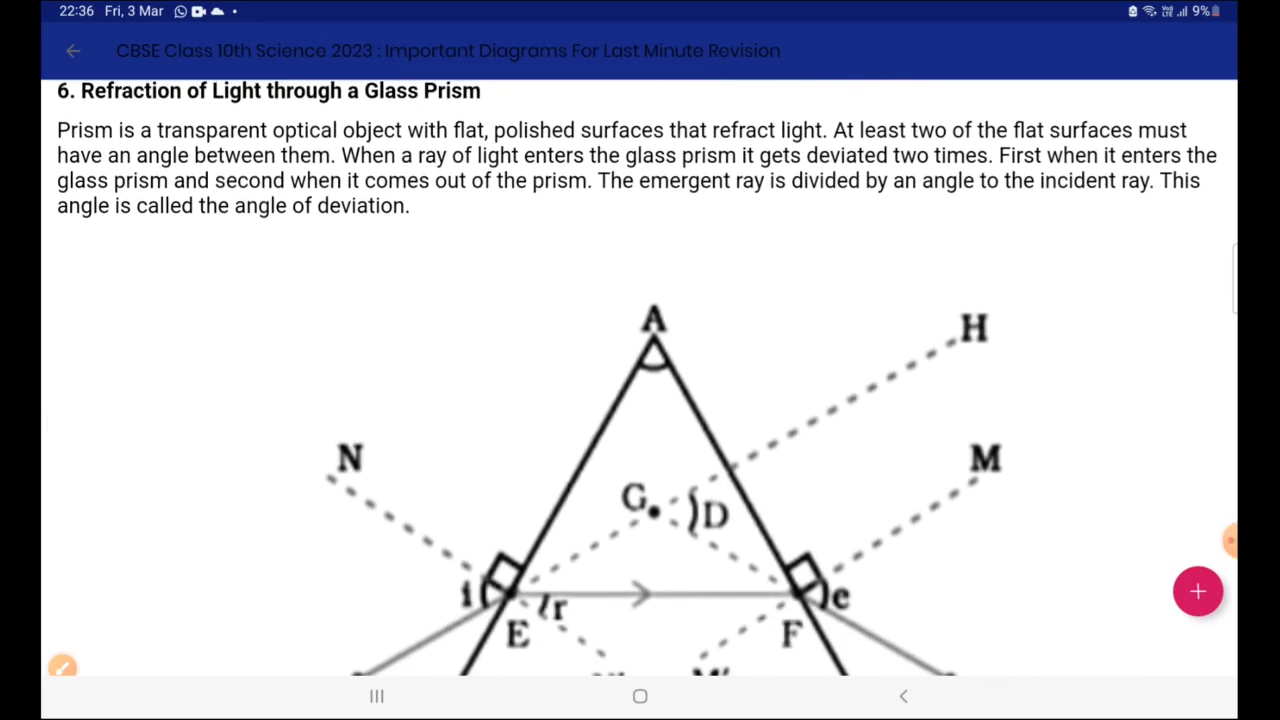 22:36 Fri, 3 Mar
9%
CBSE Class 10th Science 2023 : Important Diagrams For Last Minute Revision
6. Refraction of Light through a Glass Prism
Prism is a transparent optical object with flat, polished surfaces that refract light. At least two of the flat surfaces must
have an angle between them. When a ray of light enters the glass prism it gets deviated two times. First when it enters the
glass prism and second when it comes out of the prism. The emergent ray is divided by an angle to the incident ray. This
angle is called the angle of deviation.
A
H
N
M
G
D
i
r
e
E
F